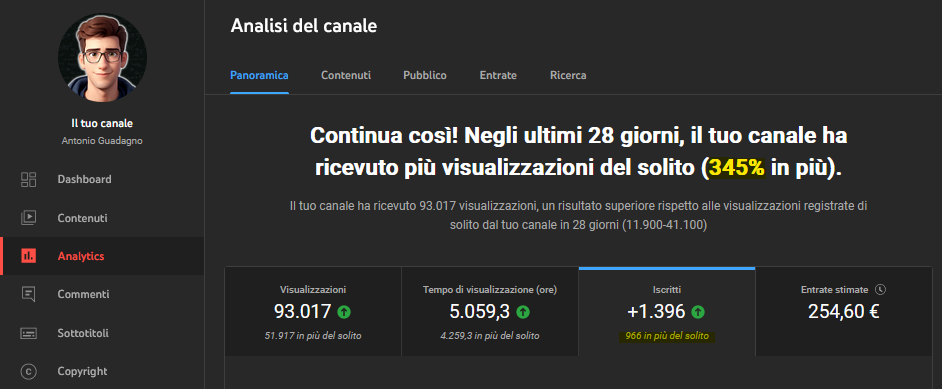 Analisi del canale
Panoramica Contenuti Pubblico Entrate Ricerca
Il tuo canale
Antonio Guadagno
Dashboard
Contenuti
Analytics
Commenti
Sottotitoli
Copyright
Continua così! Negli ultimi 28 giorni, il tuo canale ha
ricevuto più visualizzazioni del solito (345% in più).
Il tuo canale ha ricevuto 93.017 visualizzazioni, un risultato superiore rispetto alle visualizzazioni registrate di
solito dal tuo canale in 28 giorni (11.900-41.100)
Visualizzazioni
93.017
51.917 in più del solito
Tempo di visualizzazione (ore)
5.059,3
4.259,3 in più del solito
Iscritti
+1.396
966 in più del solito
Entrate stimate
254,60 €